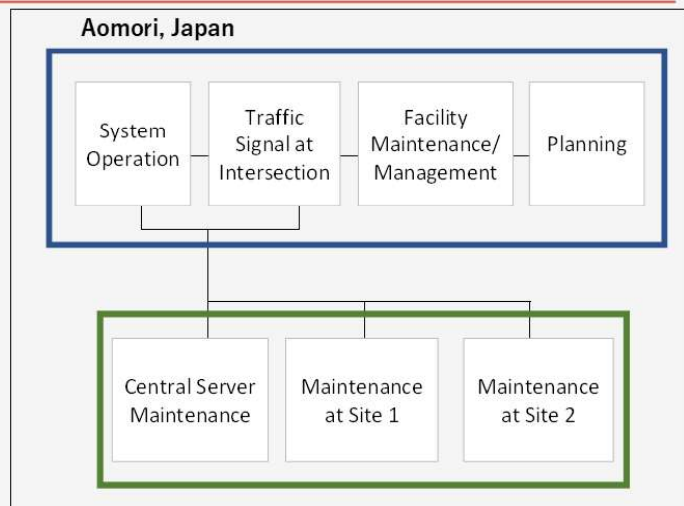 Aomori, Japan
System
Operation
Traffic
Signal at
Intersection
Facility
Maintenance/
Management
Planning
Central Server
Maintenance
Maintenance
at Site 1
Maintenance
at Site 2